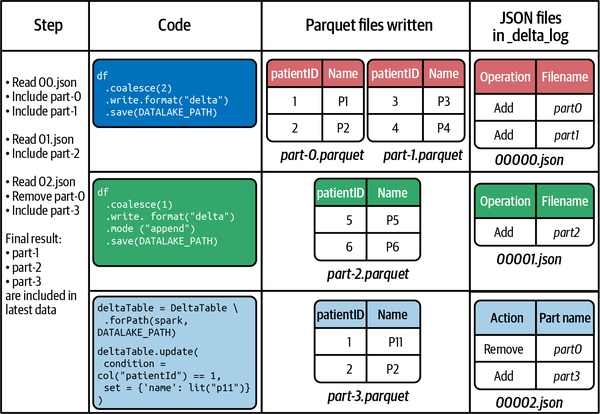 Step
Code
Parquet files written
JSON files
in _delta_log
• Read 00.json
• Include part-0
• Include part-1
• Read 01.json
• Include part-2
• Read 02.json
• Remove part-0
• Include part-3
Final result:
• part-1
• part-2
• part-3
are included in
latest data
df
.coalesce(2)
.write.format("delta")
.save(DATALAKE_PATH)
patientID Name
1 P1
2 P2
part-0.parquet
patientID Name
3 P3
4 P4
part-1.parquet
Operation Filename
Add part0
Add part1
00000.json
df
.coalesce(1)
.write. format("delta")
.mode ("append")
.save(DATALAKE_PATH)
patientID Name
5 P5
6 P6
part-2.parquet
Operation Filename
Add part2
00001.json
deltaTable = DeltaTable \
.forPath(spark,
DATALAKE_PATH)
deltaTable.update(
condition =
col("patientId") == 1,
set = {'name': lit("p11")}
)
patientID Name
1 P11
2 P2
part-3.parquet
Action Part name
Remove part0
Add part3
00002.json